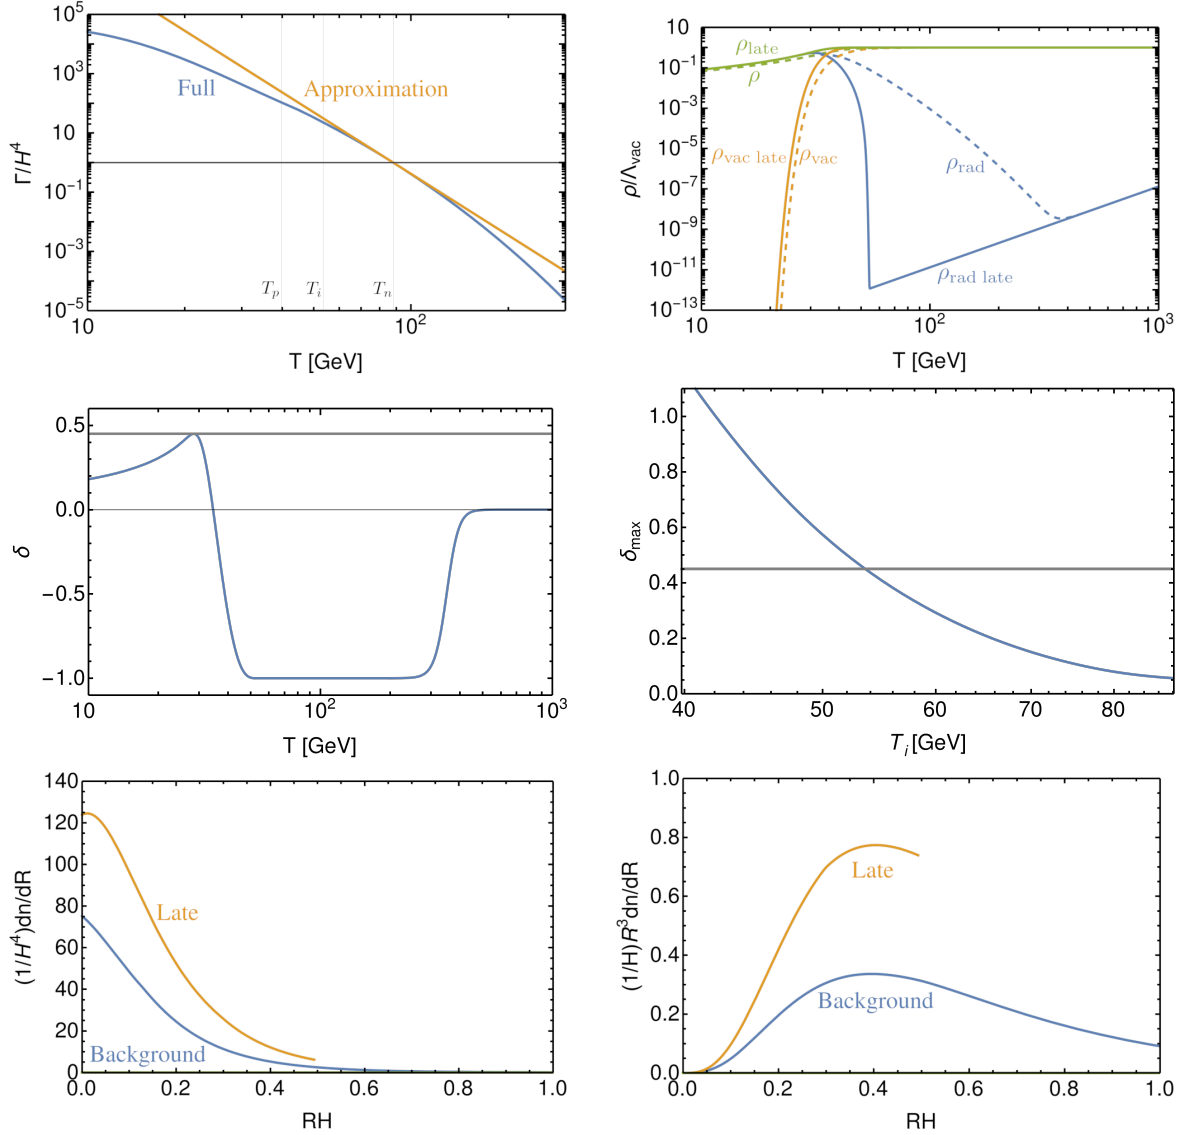 10^5
10^3
10
10^-1
10^-3
10^-5
Γ/H^4
Full
Approximation
T_p
T_i
T_n
10
10^2
T [GeV]
10
10^-1
10^-3
10^-5
10^-7
10^-9
10^-11
10^-13
ρ/Λ_vac
ρ_late
ρ
ρ_vac late
ρ_vac
ρ_rad
ρ_rad late
10
10^2
10^3
T [GeV]
0.5
0.0
−0.5
−1.0
δ
10
10^2
10^3
T [GeV]
1.0
0.8
0.6
0.4
0.2
0.0
δ_max
40
50
60
70
80
T_i [GeV]
140
120
100
80
60
40
20
0
(1/H^4)dn/dR
Late
Background
0.0
0.2
0.4
0.6
0.8
1.0
RH
1.0
0.8
0.6
0.4
0.2
0.0
(1/H)R^3dn/dR
Late
Background
0.0
0.2
0.4
0.6
0.8
1.0
RH